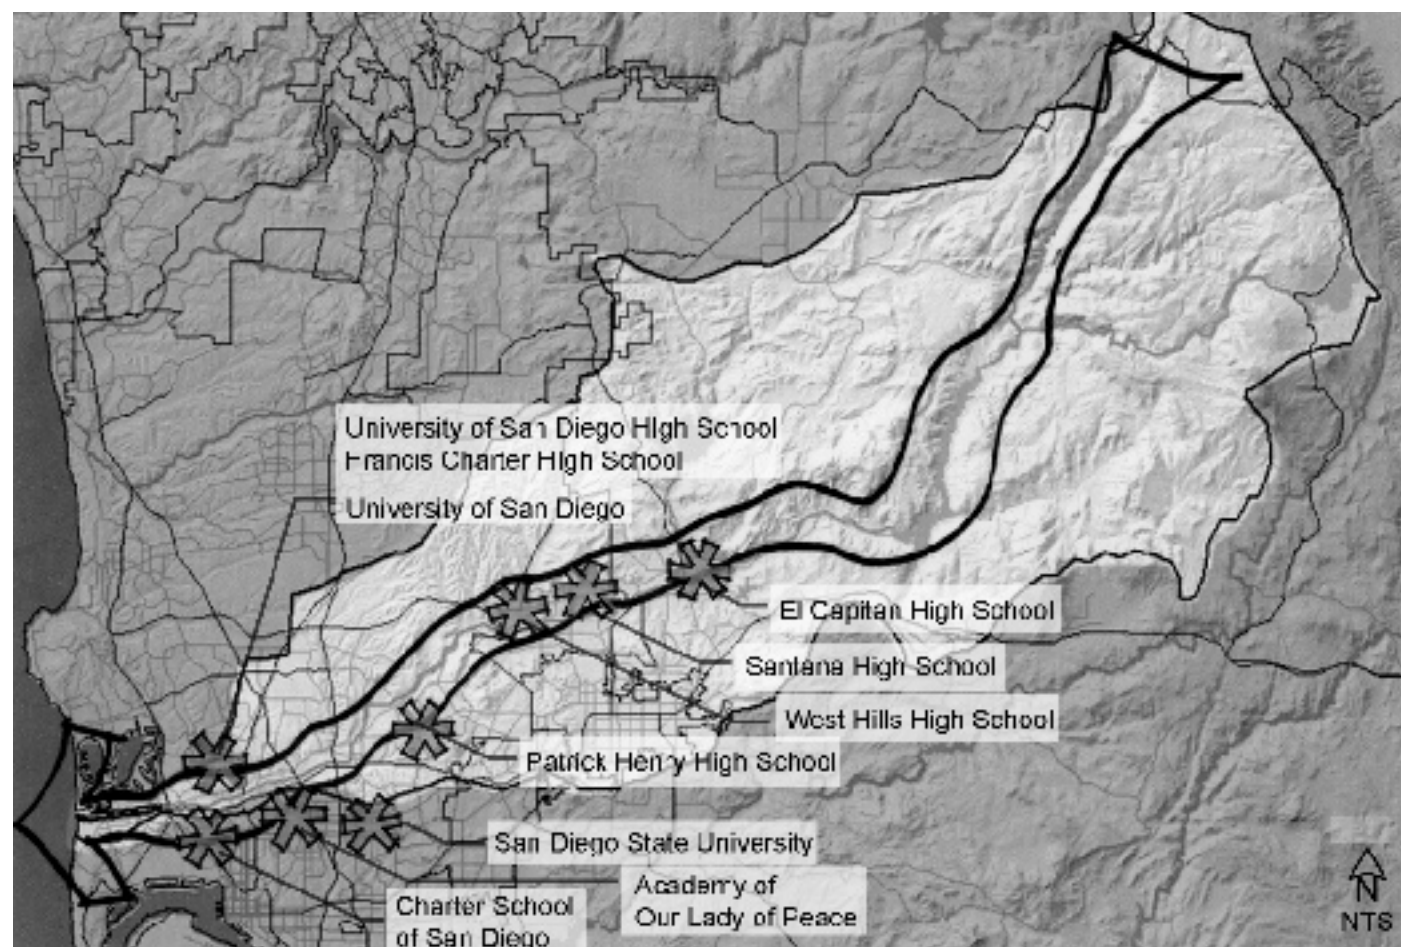 University of San Diego High School
Francis Charter High School
University of San Diego
El Capitan High School
Santana High School
West Hills High School
Patrick Henry High School
San Diego State University
Academy of
Our Lady of Peace
Charter School
of San Diego
N
NTS